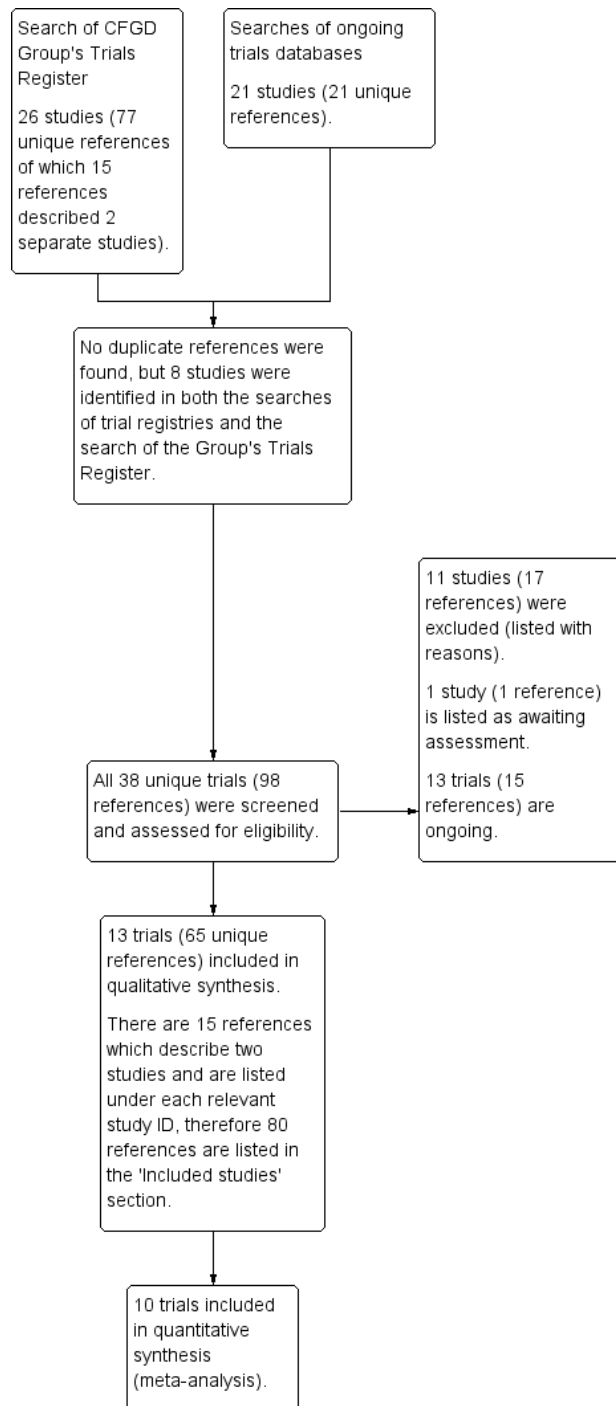 Search of CFGD
Group's Trials
Register
26 studies (77
unique references
of which 15
references
described 2
separate studies).
Searches of ongoing
trials databases
21 studies (21 unique
references).
No duplicate references were
found, but 8 studies were
identified in both the searches
of trial registries and the
search of the Group's Trials
Register.
11 studies (17
references) were
excluded (listed with
reasons).
1 study (1 reference)
is listed as awaiting
assessment.
13 trials (15
references) are
ongoing.
All 38 unique trials (98
references) were screened
and assessed for eligibility.
13 trials (65 unique
references) included in
qualitative synthesis.
There are 15 references
which describe two
studies and are listed
under each relevant
study ID, therefore 80
references are listed in
the 'Included studies'
section.
10 trials included
in quantitative
synthesis
(meta-analysis).